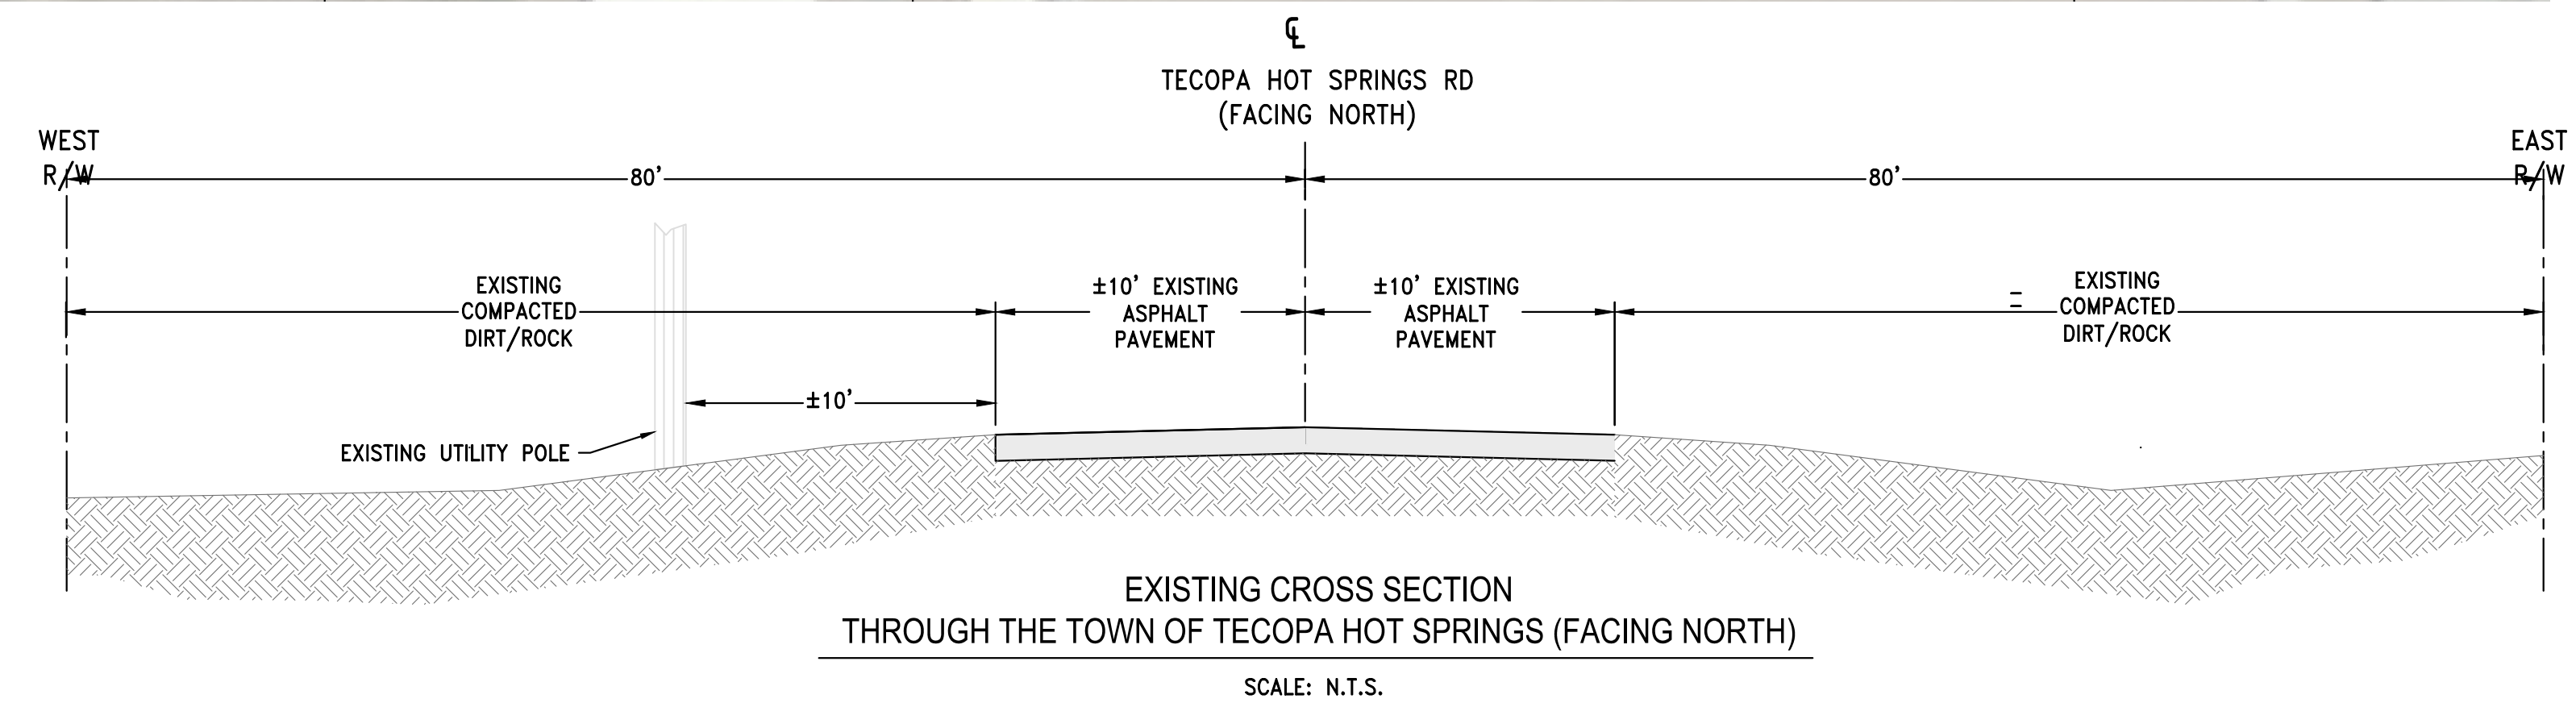 ℄
TECOPA HOT SPRINGS RD
(FACING NORTH)
WEST
R/W
EAST
R/W
80'
80'
EXISTING
COMPACTED
DIRT/ROCK
±10' EXISTING
ASPHALT
PAVEMENT
±10' EXISTING
ASPHALT
PAVEMENT
EXISTING
COMPACTED
DIRT/ROCK
±10'
EXISTING UTILITY POLE
EXISTING CROSS SECTION
THROUGH THE TOWN OF TECOPA HOT SPRINGS (FACING NORTH)
SCALE: N.T.S.